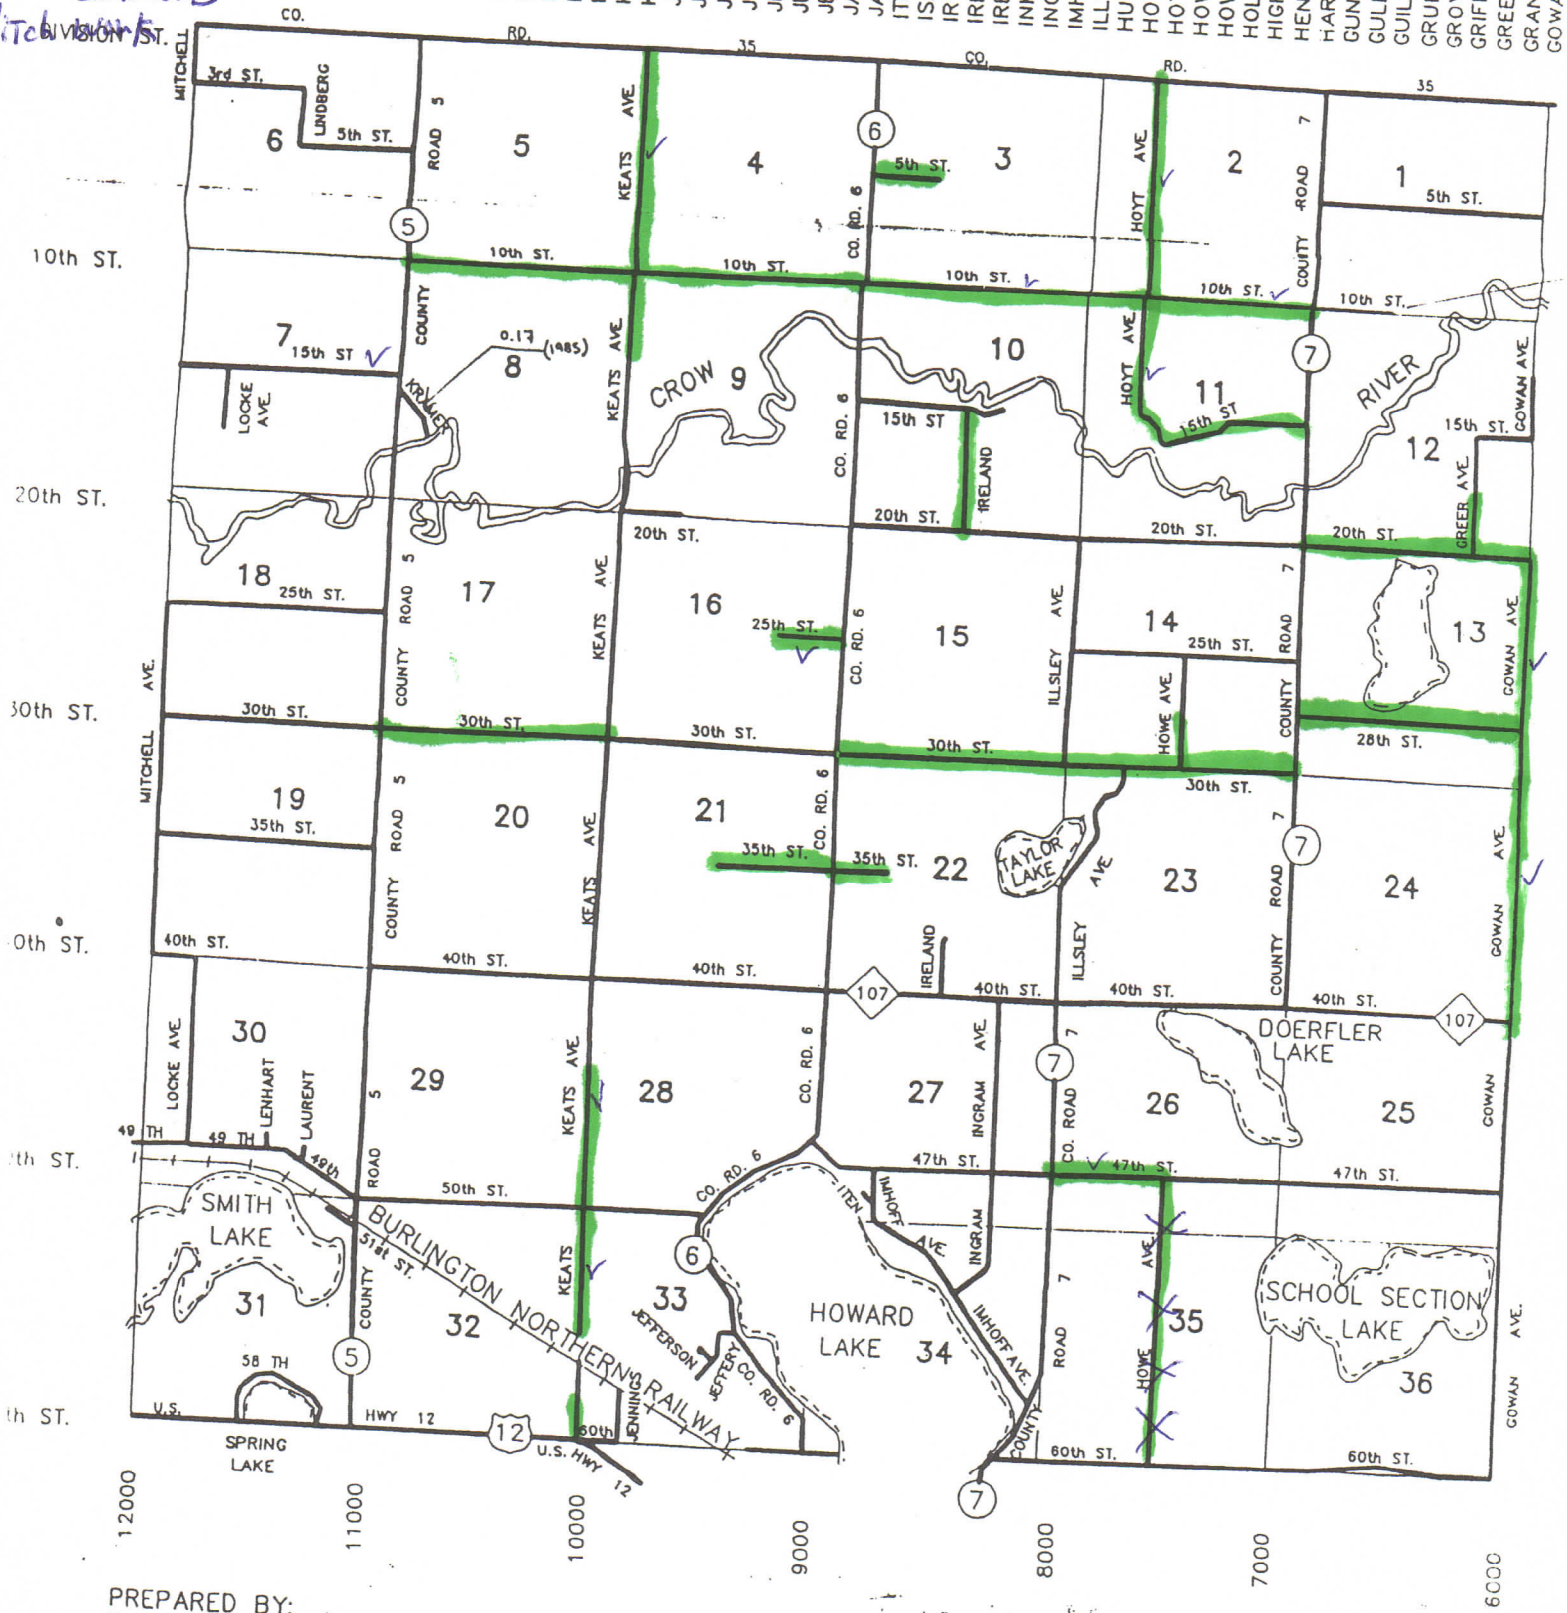 Ditch Work
DIVISION ST.
CO. RD. 35 CO. RD. 35
MITCHELL
3rd ST.
LINDBERG
5th ST.
6
ROAD 5
5
KEATS AVE.
4
6
5th ST.
3
CO. RD. 6
HOYT AVE.
2
COUITY ROAD 7
1
5th ST.
5
10th ST.
10th ST.
10th ST.
10th ST.
10th ST.
10th ST.
7
15th ST
COUNTY
0.17 (1985)
8
KRAMER
LOCKE AVE.
KEATS AVE.
CROW
9
10
15th ST
IRELAND
CO. RD. 6
HOYT AVE.
11
15th ST
7
RIVER
12
15th ST.
GOWAN AVE.
GREER AVE.
20th ST.
20th ST.
20th ST.
20th ST.
20th ST.
18
25th ST.
COUNTY ROAD 5
17
KEATS AVE.
16
25th ST.
CO. RD. 6
15
ILLSLEY AVE.
14
25th ST.
HOWE AVE.
COUNTY ROAD 7
13
GOWAN AVE.
28th ST.
MITCHELL AVE.
30th ST.
30th ST.
30th ST.
30th ST.
30th ST.
30th ST.
19
35th ST.
COUNTY ROAD 5
20
KEATS AVE.
KEATS
21
35th ST.
CO. RD. 6
35th ST.
22
TAYLOR LAKE
AVE.
ILLSLEY
23
COUNTY ROAD 7
7
24
GOWAN AVE.
IRELAND
0th ST.
40th ST.
40th ST.
40th ST.
107
40th ST.
40th ST.
40th ST.
107
30
LOCKE AVE.
LENHART
LAURENT
29
ROAD 5
KEATS AVE.
28
CO. RD. 6
27
INGRAM AVE.
7
CO. ROAD 7
26
DOERFLER LAKE
25
GOWAN
49 TH
49 TH
49th
th ST.
50th ST.
CO. RD. 6
47th ST.
47th ST.
47th ST.
SMITH LAKE
51st ST.
BURLINGTON NORTHERN RAILWAY
6
ITEN
IMHOFF AVE.
INGRAM
31
COUNTY
5
32
KEATS
33
JEFFERSON
JEFFERY
CO. RD. 6
HOWARD LAKE
34
IMHOFF AVE.
ROAD 7
HOWE AVE.
35
SCHOOL SECTION LAKE
36
GOWAN AVE.
58 TH
th ST.
U.S.
HWY 12
12
60th
JENNINGS
U.S. HWY 12
COUNTY
7
60th ST.
60th ST.
SPRING LAKE
12000
11000
10000
9000
8000
7000
6000
PREPARED BY: